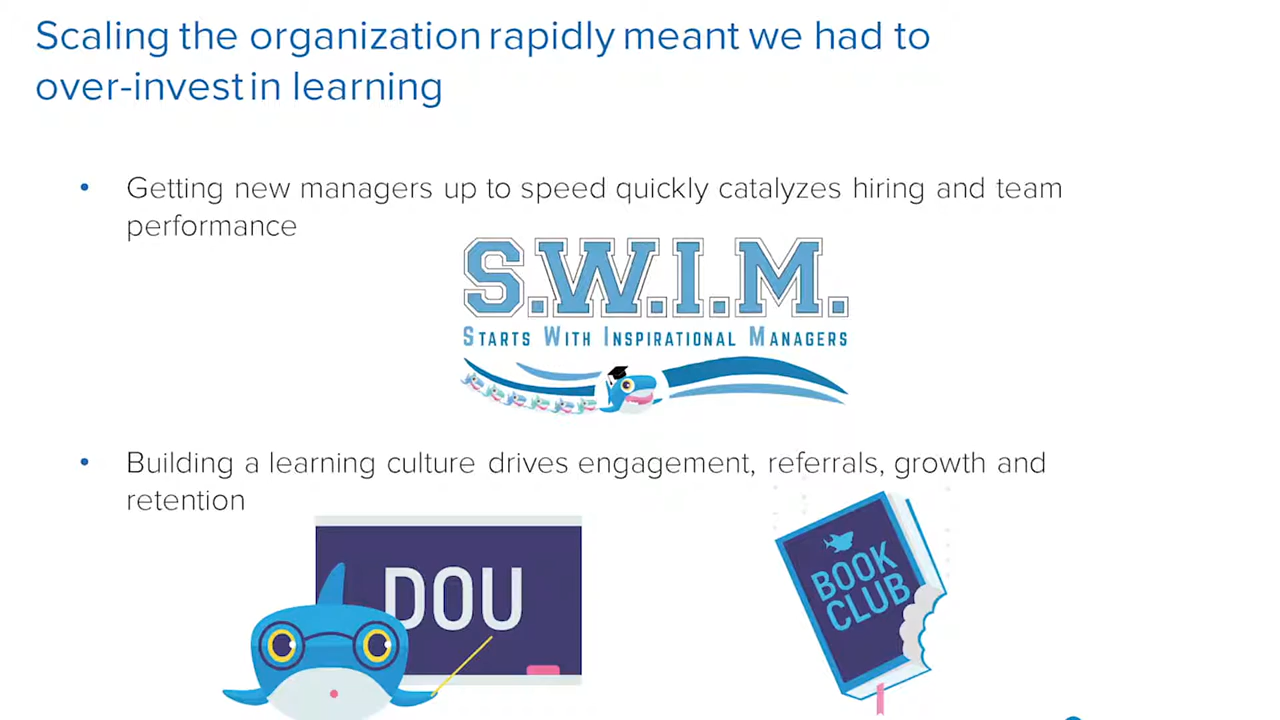 Scaling the organization rapidly meant we had to
over-invest in learning
• Getting new managers up to speed quickly catalyzes hiring and team
performance
S.W.I.M.
STARTS WITH INSPIRATIONAL MANAGERS
• Building a learning culture drives engagement, referrals, growth and
retention
DOU
BOOK
CLUB